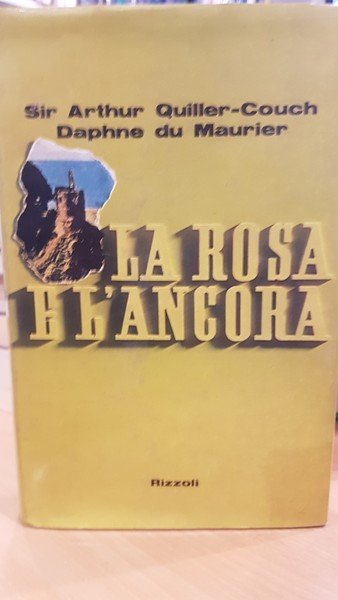 Sir Arthur Quiller-Couch
Daphne du Maurier
LA ROSA
E L'ANCORA
Rizzoli